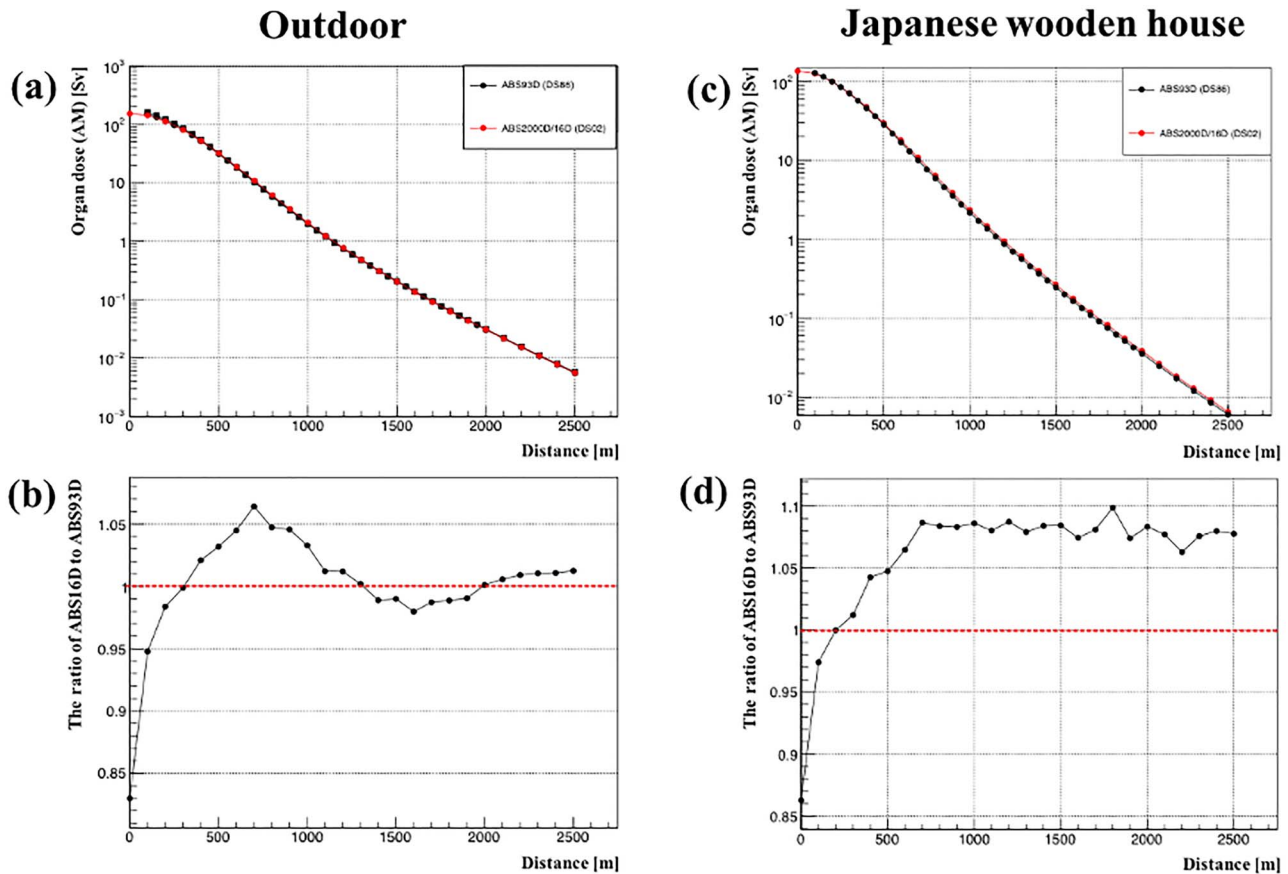 Outdoor
Japanese wooden house
(a)
Organ dose (AM) [Sv]
10³
10²
10
1
10⁻¹
10⁻²
10⁻³
ABS93D (DS86)
ABS2000D/16D (DS02)
0
500
1000
1500
2000
2500
Distance [m]
(c)
Organ dose (AM) [Sv]
10²
10
1
10⁻¹
10⁻²
ABS93D (DS86)
ABS2000D/16D (DS02)
0
500
1000
1500
2000
2500
Distance [m]
(b)
The ratio of ABS16D to ABS93D
1.05
1
0.95
0.9
0.85
0
500
1000
1500
2000
2500
Distance [m]
(d)
The ratio of ABS16D to ABS93D
1.1
1.05
1
0.95
0.9
0.85
0
500
1000
1500
2000
2500
Distance [m]